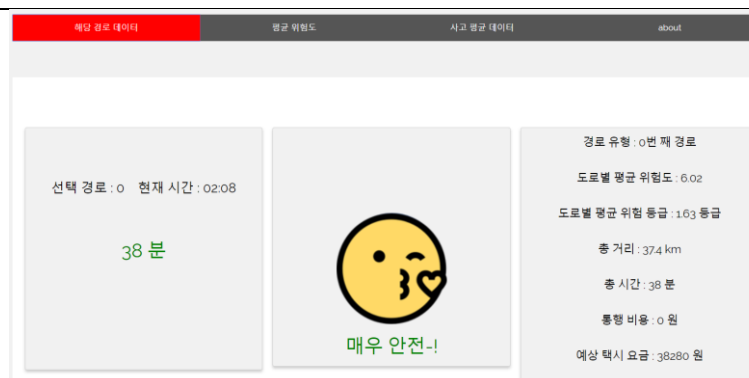 해당 경로 데이터
평균 위험도
사고 평균 데이터
about
선택 경로 : 0 현재 시간 : 02:08
38 분
매우 안전~!
경로 유형 : 0번 째 경로
도로별 평균 위험도 : 6.02
도로별 평균 위험 등급 : 1.63 등급
총 거리 : 37.4 km
총 시간 : 38 분
통행 비용 : 0 원
예상 택시 요금 : 38280 원